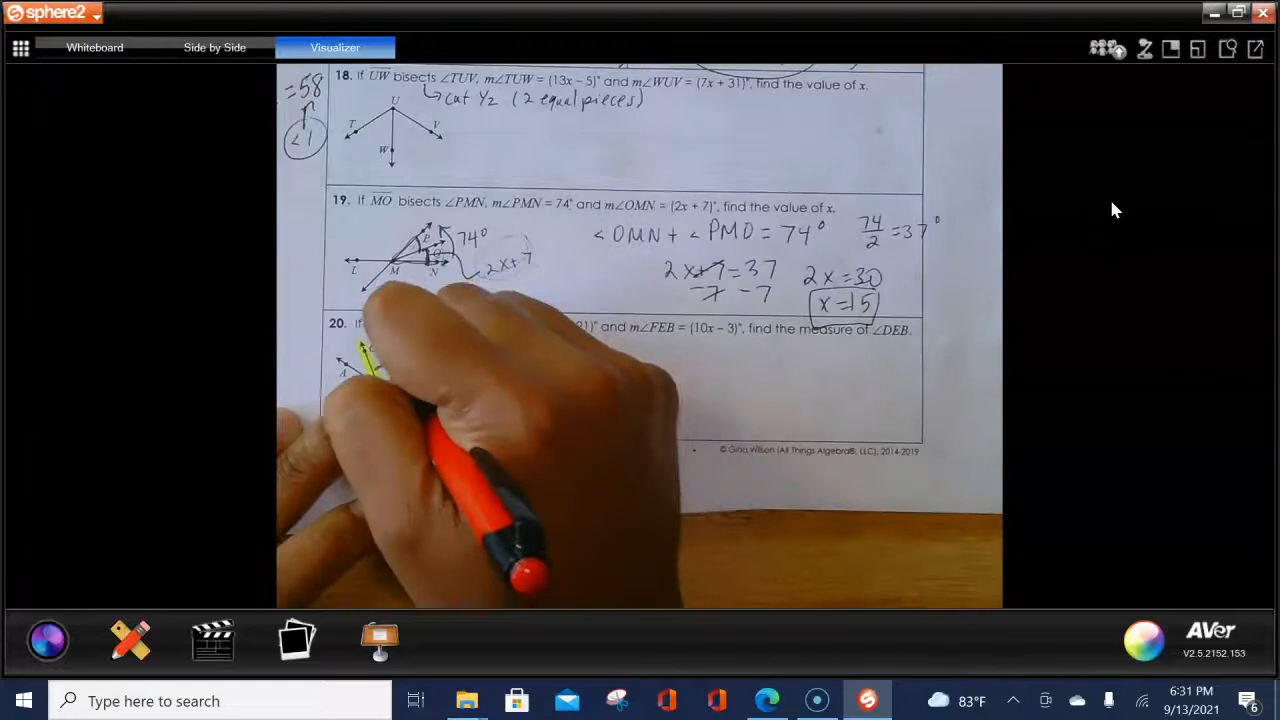 sphere2
Whiteboard Side by Side Visualizer
=58
<1
18. If UW bisects ∠TUV, m∠TUW = (13x – 5)° and m∠WUV = (7x + 31)°, find the value of x.
cut 1/2 (2 equal pieces)
U
T V
W
19. If MO bisects ∠PMN, m∠PMN = 74° and m∠OMN = (2x + 7)°, find the value of x.
P 74°
O
2x+7
L M N
<OMN + <PMO = 74°
74/2 = 37°
2x+7=37
-7 -7
2x=30
x=15
20. If
21)° and m∠FEB = (10x – 3)°, find the measure of ∠DEB.
C
A
© Gina Wilson (All Things Algebra®, LLC), 2014-2019
AVer
V2.5.2152.153
Type here to search
83°F
6:31 PM
9/13/2021
6